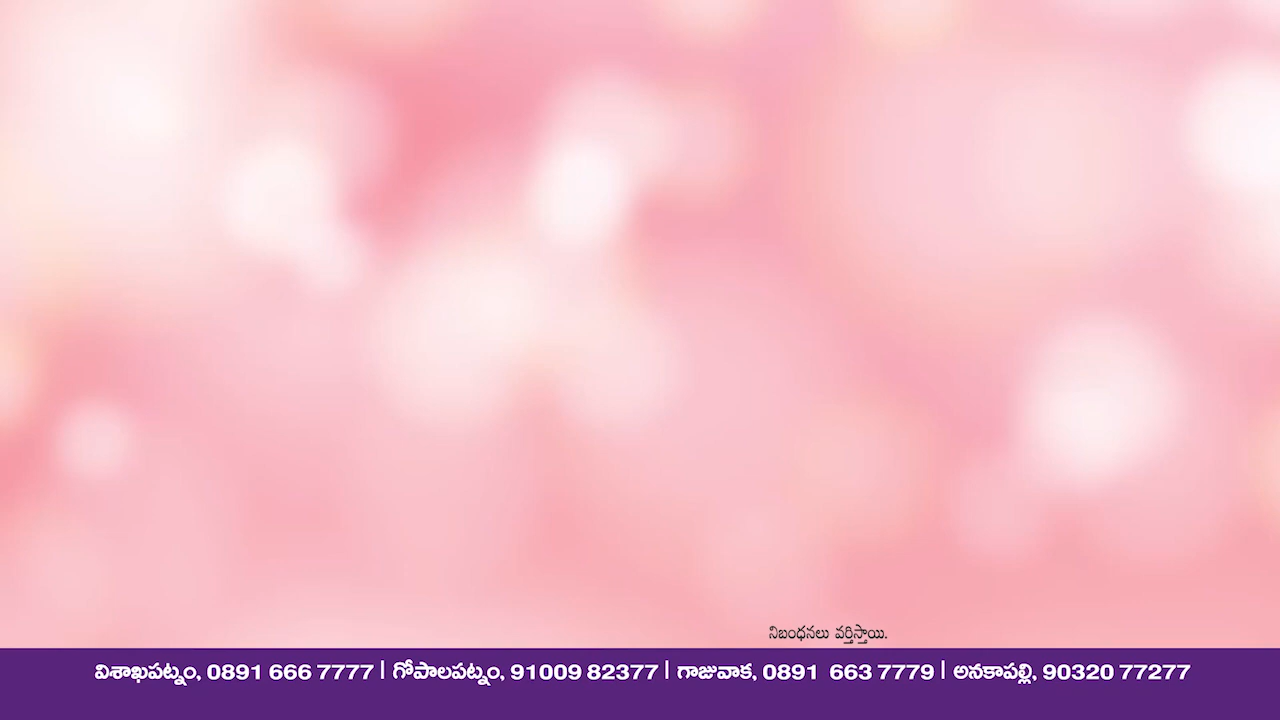 నిబంధనలు వర్తిస్తాయి.
విశాఖపట్నం, 0891 666 7777 | గోపాలపట్నం, 91009 82377 | గాజువాక, 0891 663 7779 | అనకాపల్లి, 90320 77277